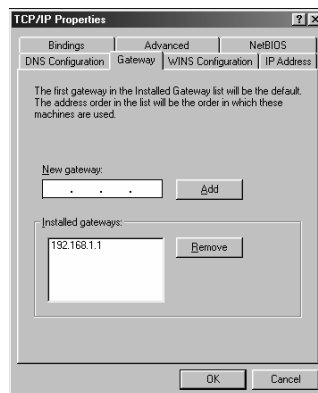 TCP/IP Properties
Bindings Advanced NetBIOS
DNS Configuration Gateway WINS Configuration IP Address
The first gateway in the Installed Gateway list will be the default.
The address order in the list will be the order in which these
machines are used.
New gateway:
. . . Add
Installed gateways:
192.168.1.1 Remove
OK Cancel